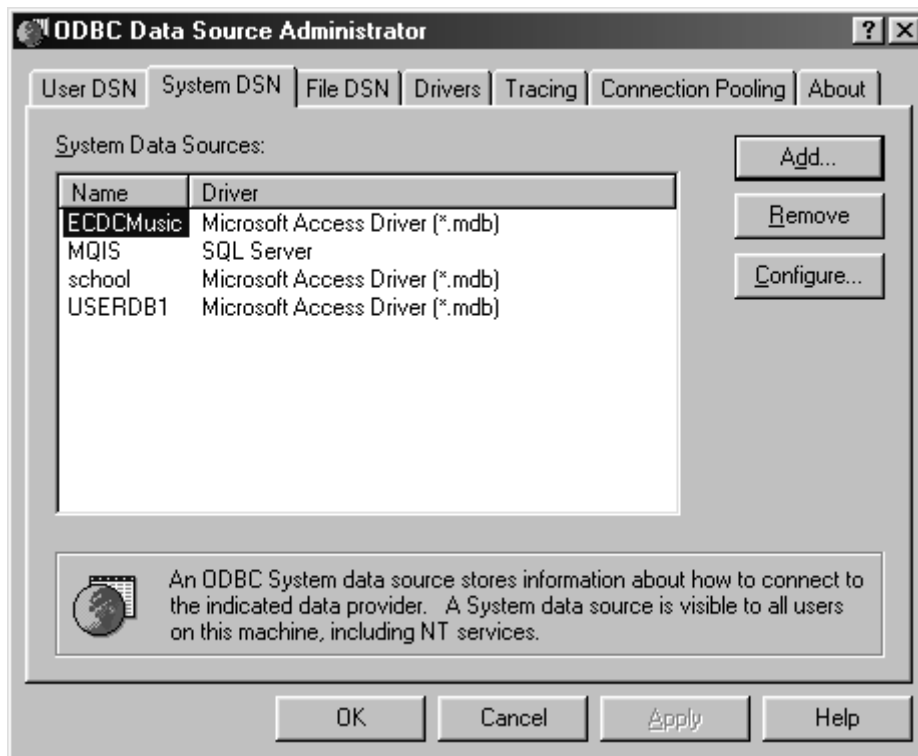 ODBC Data Source Administrator
User DSN System DSN File DSN Drivers Tracing Connection Pooling About
System Data Sources:
Add...
Name Driver
ECDCMusic Microsoft Access Driver (*.mdb)
Remove
MQIS SQL Server
school Microsoft Access Driver (*.mdb)
Configure...
USERDB1 Microsoft Access Driver (*.mdb)
An ODBC System data source stores information about how to connect to
the indicated data provider. A System data source is visible to all users
on this machine, including NT services.
OK Cancel Apply Help